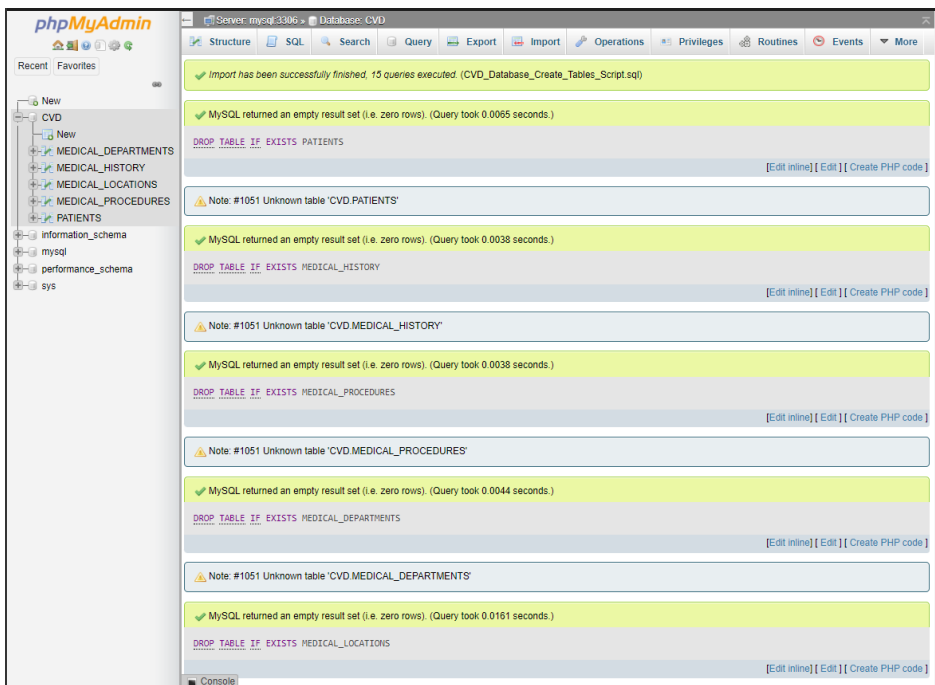 phpMyAdmin
Recent Favorites
New
CVD
New
MEDICAL_DEPARTMENTS
MEDICAL_HISTORY
MEDICAL_LOCATIONS
MEDICAL_PROCEDURES
PATIENTS
information_schema
mysql
performance_schema
sys
Server: mysql:3306 » Database: CVD
Structure SQL Search Query Export Import Operations Privileges Routines Events More
Import has been successfully finished, 15 queries executed. (CVD_Database_Create_Tables_Script.sql)
MySQL returned an empty result set (i.e. zero rows). (Query took 0.0065 seconds.)
DROP TABLE IF EXISTS PATIENTS
[Edit inline] [ Edit ] [ Create PHP code ]
Note: #1051 Unknown table 'CVD.PATIENTS'
MySQL returned an empty result set (i.e. zero rows). (Query took 0.0038 seconds.)
DROP TABLE IF EXISTS MEDICAL_HISTORY
[Edit inline] [ Edit ] [ Create PHP code ]
Note: #1051 Unknown table 'CVD.MEDICAL_HISTORY'
MySQL returned an empty result set (i.e. zero rows). (Query took 0.0038 seconds.)
DROP TABLE IF EXISTS MEDICAL_PROCEDURES
[Edit inline] [ Edit ] [ Create PHP code ]
Note: #1051 Unknown table 'CVD.MEDICAL_PROCEDURES'
MySQL returned an empty result set (i.e. zero rows). (Query took 0.0044 seconds.)
DROP TABLE IF EXISTS MEDICAL_DEPARTMENTS
[Edit inline] [ Edit ] [ Create PHP code ]
Note: #1051 Unknown table 'CVD.MEDICAL_DEPARTMENTS'
MySQL returned an empty result set (i.e. zero rows). (Query took 0.0161 seconds.)
DROP TABLE IF EXISTS MEDICAL_LOCATIONS
[Edit inline] [ Edit ] [ Create PHP code ]
Console